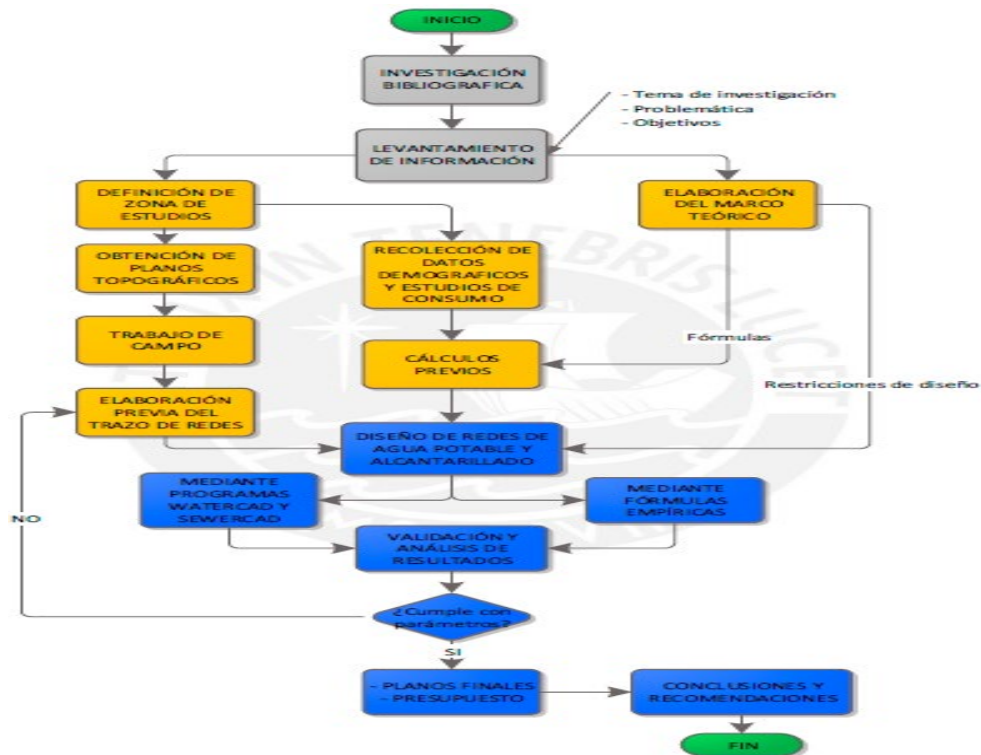 INICIO
INVESTIGACIÓN
BIBLIOGRAFICA
- Tema de investigación
- Problemática
- Objetivos
LEVANTAMIENTO
DE INFORMACIÓN
DEFINICIÓN DE
ZONA DE
ESTUDIOS
ELABORACIÓN
DEL MARCO
TEÓRICO
OBTENCIÓN DE
PLANOS
TOPOGRÁFICOS
RECOLECCIÓN DE
DATOS
DEMOGRAFICOS
Y ESTUDIOS DE
CONSUMO
TRABAJO DE
CAMPO
Fórmulas
CÁLCULOS
PREVIOS
Restricciones de diseño
ELABORACIÓN
PREVIA DEL
TRAZO DE REDES
DISEÑO DE REDES DE
AGUA POTABLE Y
ALCANTARILLADO
MEDIANTE
PROGRAMAS
WATERCAD Y
SEWERCAD
MEDIANTE
FÓRMULAS
EMPÍRICAS
NO
VALIDACIÓN Y
ANÁLISIS DE
RESULTADOS
¿Cumple con
parámetros?
SI
- PLANOS FINALES
- PRESUPUESTO
CONCLUSIONES Y
RECOMENDACIONES
FIN
TENEBRIS LUCET